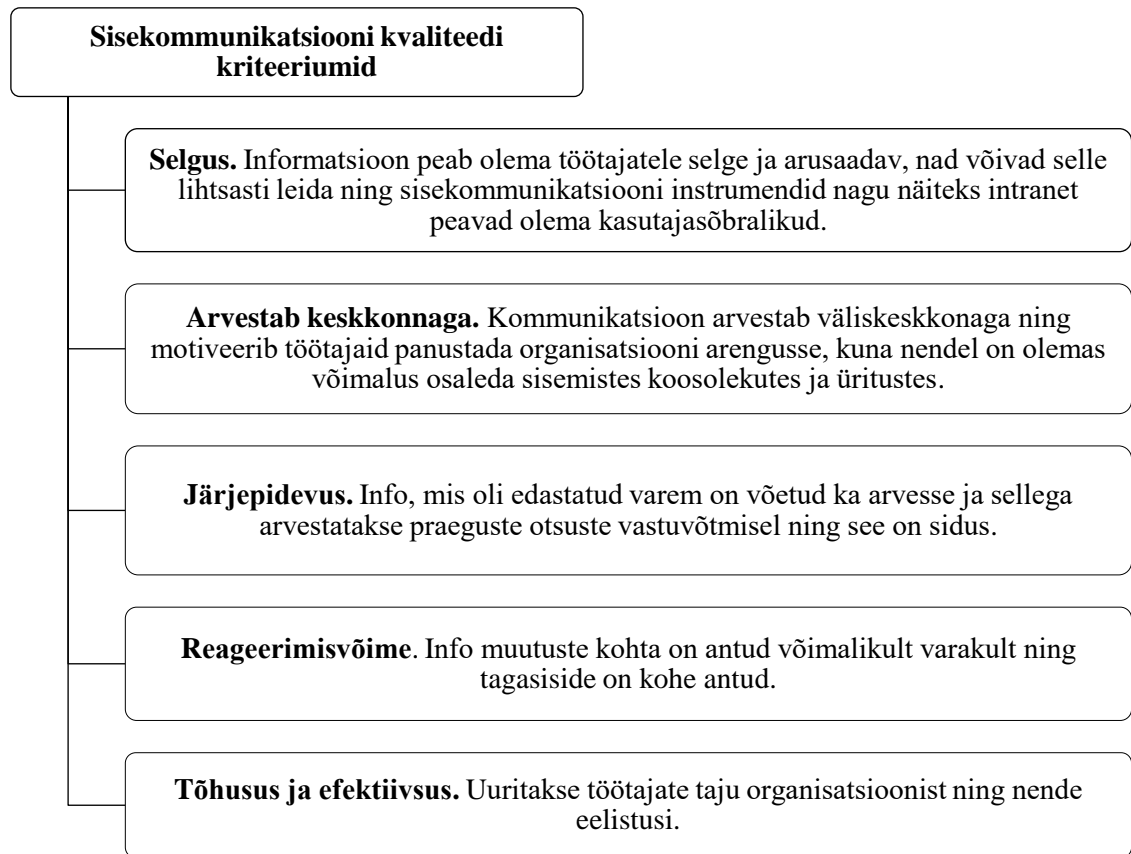 Sisekommunikatsiooni kvaliteedi
kriteeriumid
Selgus. Informatsioon peab olema töötajatele selge ja arusaadav, nad võivad selle
lihtsasti leida ning sisekommunikatsiooni instrumendid nagu näiteks intranet
peavad olema kasutajasõbralikud.
Arvestab keskkonnaga. Kommunikatsioon arvestab väliskeskkonaga ning
motiveerib töötajaid panustada organisatsiooni arengusse, kuna nendel on olemas
võimalus osaleda sisemistes koosolekutes ja üritustes.
Järjepidevus. Info, mis oli edastatud varem on võetud ka arvesse ja sellega
arvestatakse praeguste otsuste vastuvõtmisel ning see on sidus.
Reageerimisvõime. Info muutuste kohta on antud võimalikult varakult ning
tagasiside on kohe antud.
Tõhusus ja efektiivsus. Uuritakse töötajate taju organisatsioonist ning nende
eelistusi.